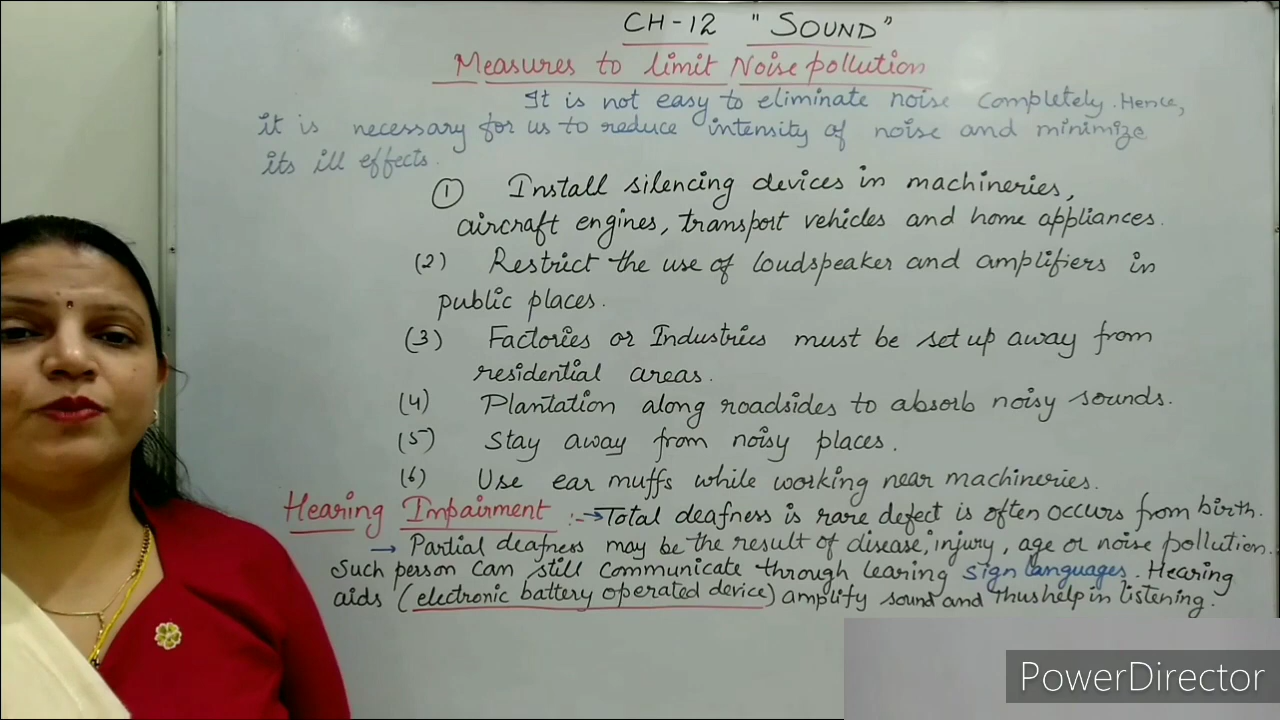 CH-12 "SOUND"
Measures to limit Noise pollution
It is not easy to eliminate noise completely. Hence,
it is necessary for us to reduce intensity of noise and minimize
its ill effects.
(1) Install silencing devices in machineries,
aircraft engines, transport vehicles and home appliances.
(2) Restrict the use of loudspeaker and amplifiers in
public places.
(3) Factories or Industries must be set up away from
residential areas.
(4) Plantation along roadsides to absorb noisy sounds.
(5) Stay away from noisy places.
(6) Use ear muffs while working near machineries.
Hearing Impairment :- → Total deafness is rare defect is often occurs from birth.
→ Partial deafness may be the result of disease, injury, age or noise pollution.
Such person can still communicate through learing sign languages. Hearing
aids (electronic battery operated device) amplify sound and thus help in listening.
PowerDirector